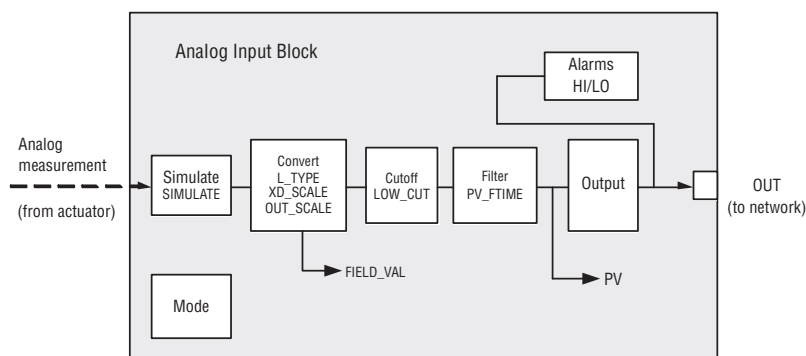 Analog Input Block
Alarms
HI/LO
Analog
measurement
(from actuator)
Simulate
SIMULATE
Convert
L_TYPE
XD_SCALE
OUT_SCALE
Cutoff
LOW_CUT
Filter
PV_FTIME
Output
OUT
(to network)
FIELD_VAL
PV
Mode